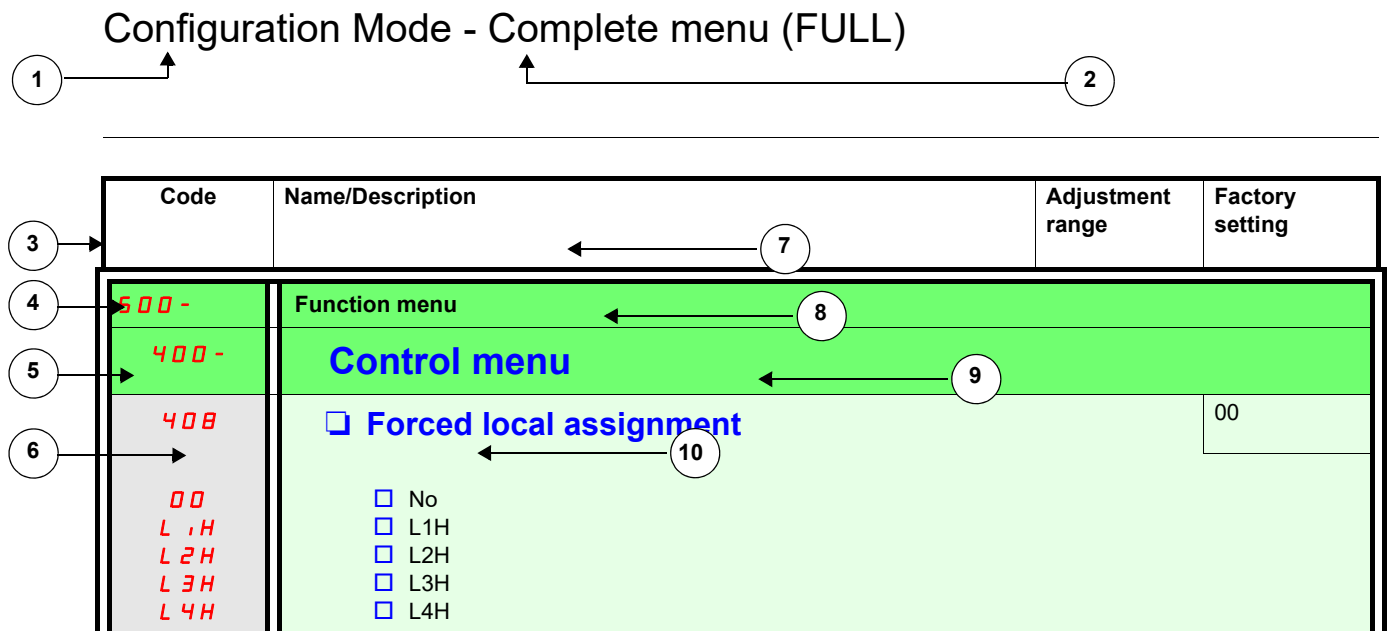 Configuration Mode - Complete menu (FULL)
1
2
Code Name/Description Adjustment range Factory setting
3
7
4
500- Function menu
8
400- Control menu
5
9
408 ❏ Forced local assignment 00
6
10
00 □ No
L1H □ L1H
L2H □ L2H
L3H □ L3H
L4H □ L4H